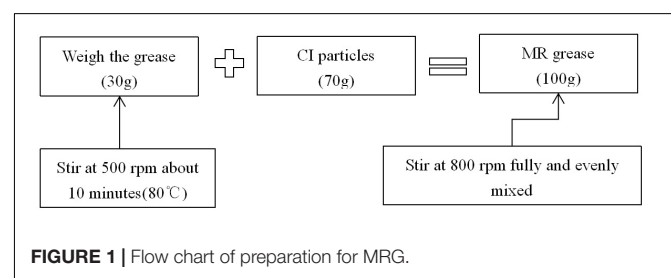 Weigh the grease
(30g)
CI particles
(70g)
MR grease
(100g)
Stir at 500 rpm about
10 minutes(80℃)
Stir at 800 rpm fully and evenly
mixed
FIGURE 1 | Flow chart of preparation for MRG.